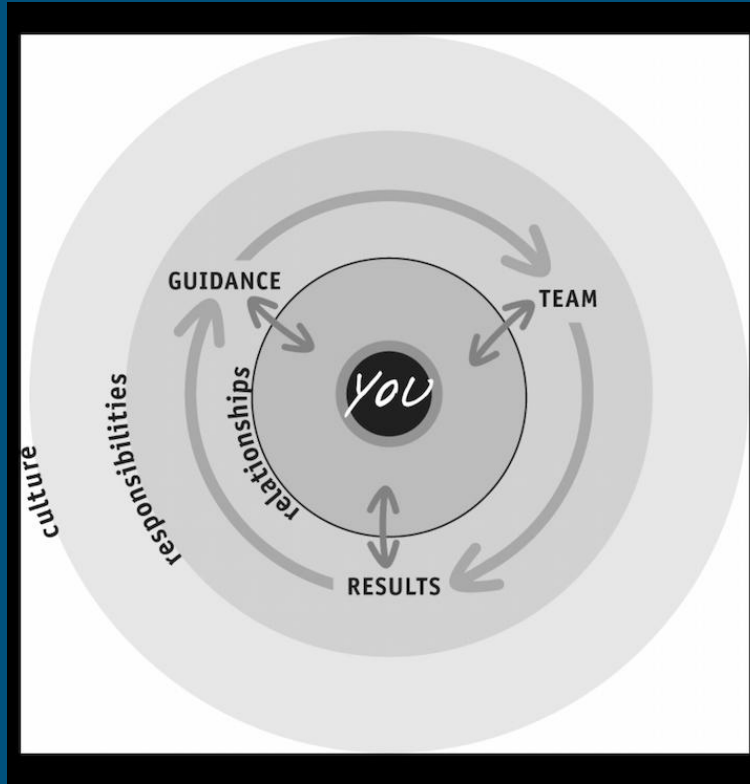 GUIDANCE
TEAM
YOU
relationships
responsibilities
culture
RESULTS